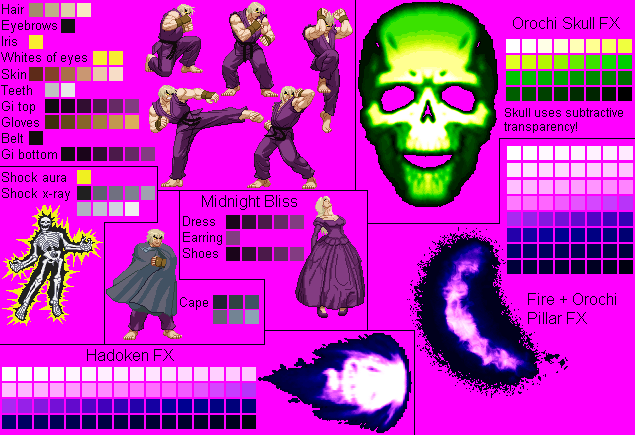 Hair
Eyebrows
Iris
Whites of eyes
Skin
Teeth
Gi top
Gloves
Belt
Gi bottom
Shock aura
Shock x-ray
Midnight Bliss
Dress
Earring
Shoes
Cape
Hadoken FX
Orochi Skull FX
Skull uses subtractive
transparency!
Fire + Orochi
Pillar FX